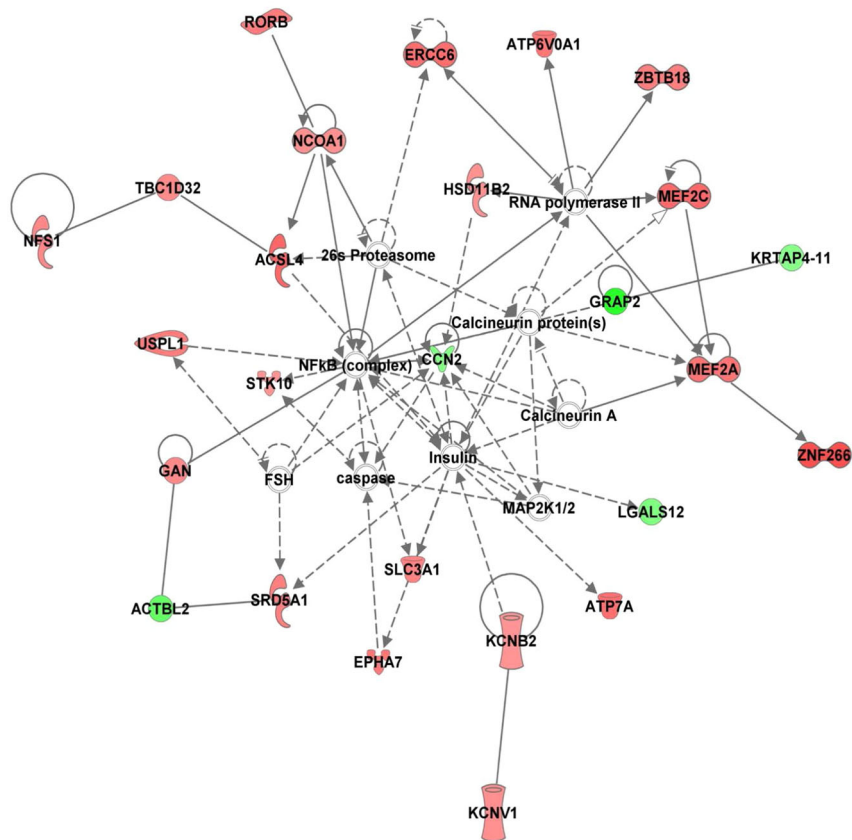 RORB
ERCC6
ATP6V0A1
ZBTB18
NCOA1
TBC1D32
HSD11B2
RNA polymerase II
MEF2C
NFS1
ACSL4
26s Proteasome
KRTAP4-11
GRAP2
Calcineurin protein(s)
USPL1
NFkB (complex)
CCN2
MEF2A
STK10
Calcineurin A
ZNF266
GAN
FSH
caspase
Insulin
MAP2K1/2
LGALS12
SLC3A1
ACTBL2
SRD5A1
ATP7A
EPHA7
KCNB2
KCNV1